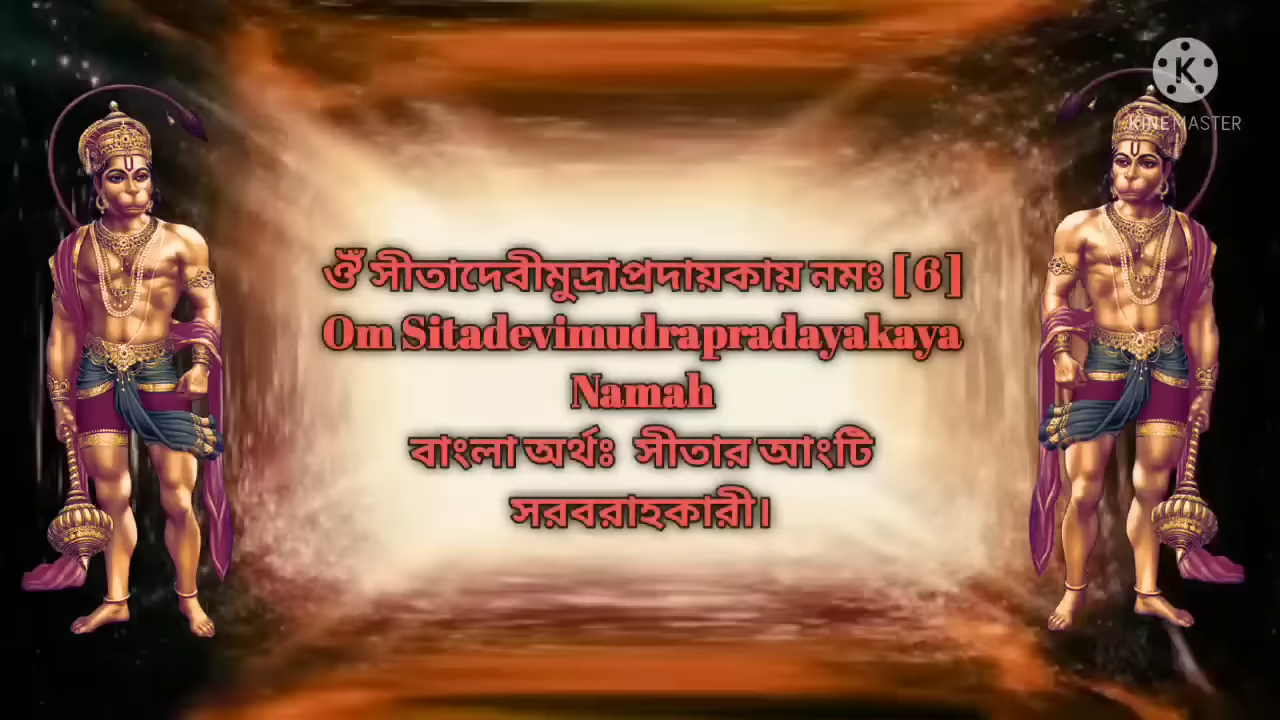 ওঁ সীতাদেবীমুদ্রাপ্রদায়কায় নমঃ [6]
Om Sitadevimudrapradayakaya
Namah
বাংলা অর্থঃ সীতার আংটি
সরবরাহকারী।
K
KINEMASTER